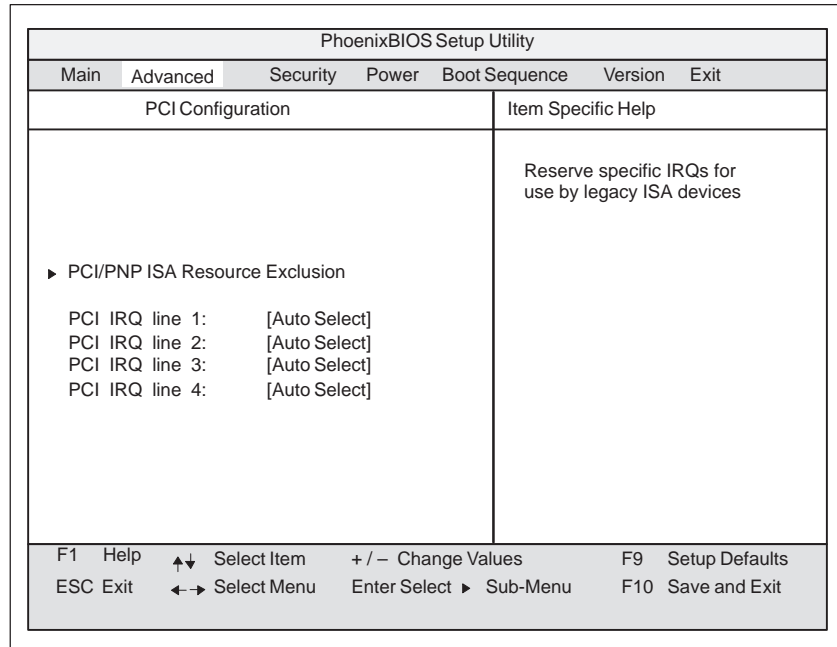 PhoenixBIOS Setup Utility
Main Advanced Security Power Boot Sequence Version Exit
PCI Configuration
Item Specific Help
Reserve specific IRQs for
use by legacy ISA devices
PCI/PNP ISA Resource Exclusion
PCI IRQ line 1: [Auto Select]
PCI IRQ line 2: [Auto Select]
PCI IRQ line 3: [Auto Select]
PCI IRQ line 4: [Auto Select]
F1 Help Select Item + / – Change Values F9 Setup Defaults
ESC Exit Select Menu Enter Select Sub-Menu F10 Save and Exit